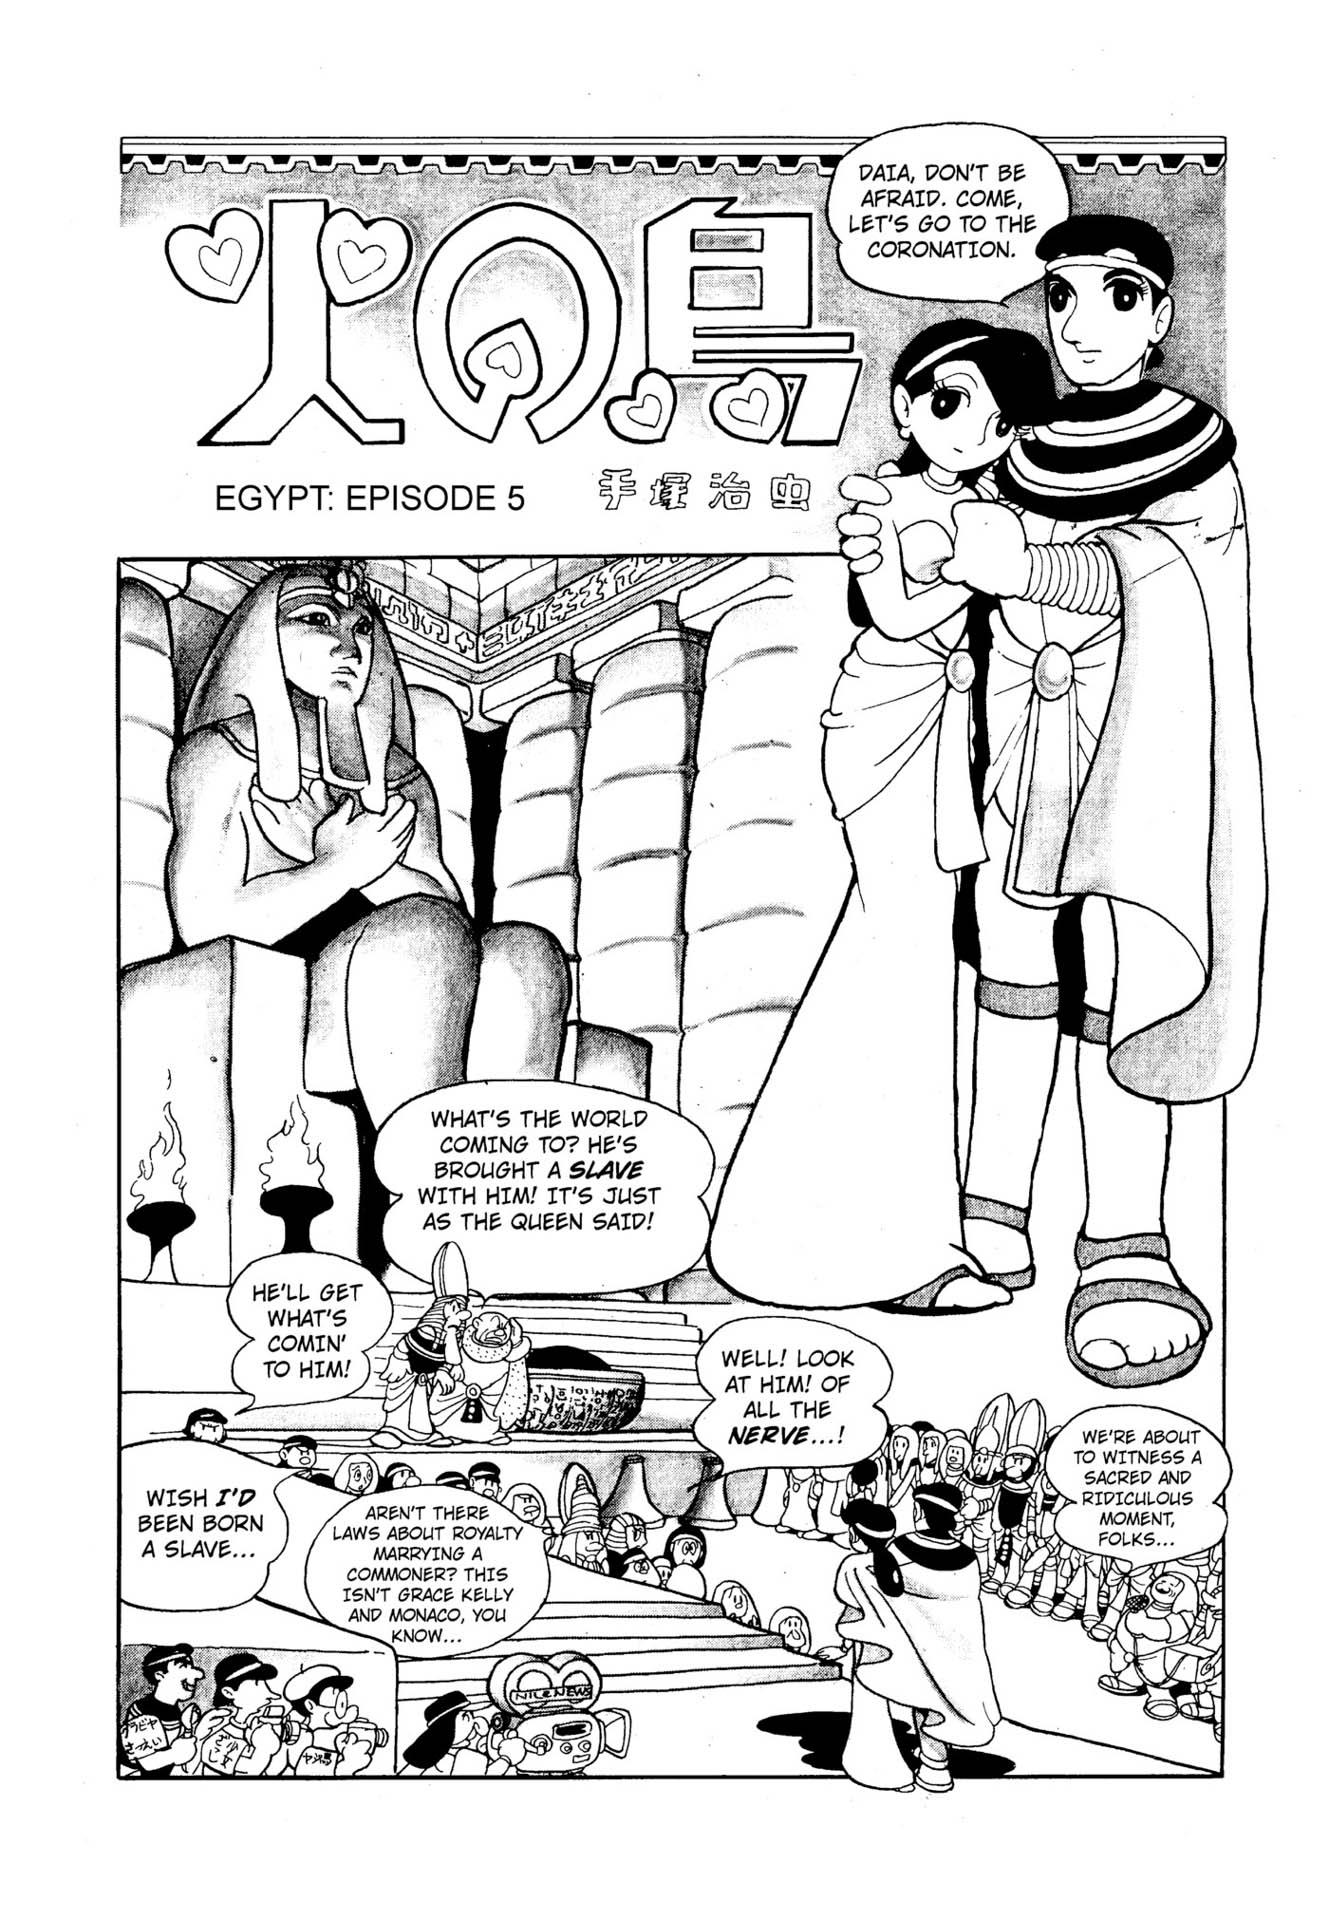 火の鳥
EGYPT: EPISODE 5
手塚治虫
DAIA, DON'T BE
AFRAID. COME,
LET'S GO TO THE
CORONATION.
WHAT'S THE WORLD
COMING TO? HE'S
BROUGHT A SLAVE
WITH HIM! IT'S JUST
AS THE QUEEN SAID!
HE'LL GET
WHAT'S
COMIN'
TO HIM!
WELL! LOOK
AT HIM! OF
ALL THE
NERVE...!
WE'RE ABOUT
TO WITNESS A
SACRED AND
RIDICULOUS
MOMENT,
FOLKS...
WISH I'D
BEEN BORN
A SLAVE...
AREN'T THERE
LAWS ABOUT ROYALTY
MARRYING A
COMMONER? THIS
ISN'T GRACE KELLY
AND MONACO, YOU
KNOW...
NILE NEWS